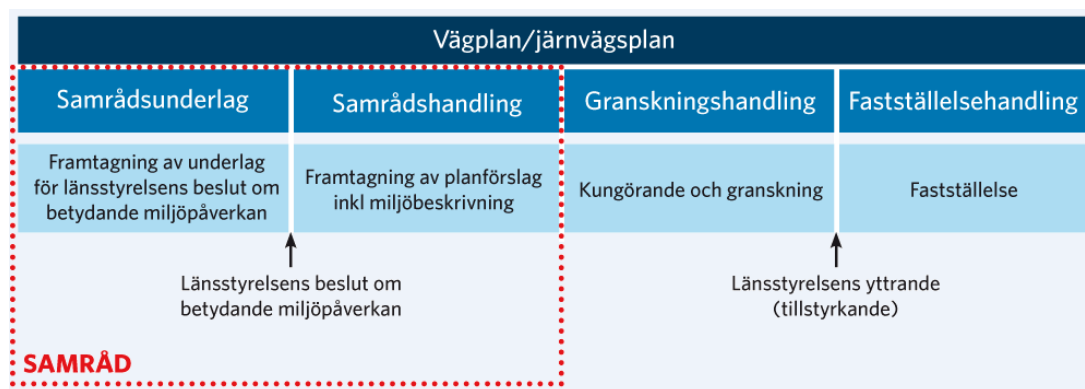 Vägplan/järnvägsplan
Samrådsunderlag
Samrådshandling
Granskningshandling
Fastställelsehandling
Framtagning av underlag
för länsstyrelsens beslut om
betydande miljöpåverkan
Framtagning av planförslag
inkl miljöbeskrivning
Kungörande och granskning
Fastställelse
Länsstyrelsens beslut om
betydande miljöpåverkan
Länsstyrelsens yttrande
(tillstyrkande)
SAMRÅD